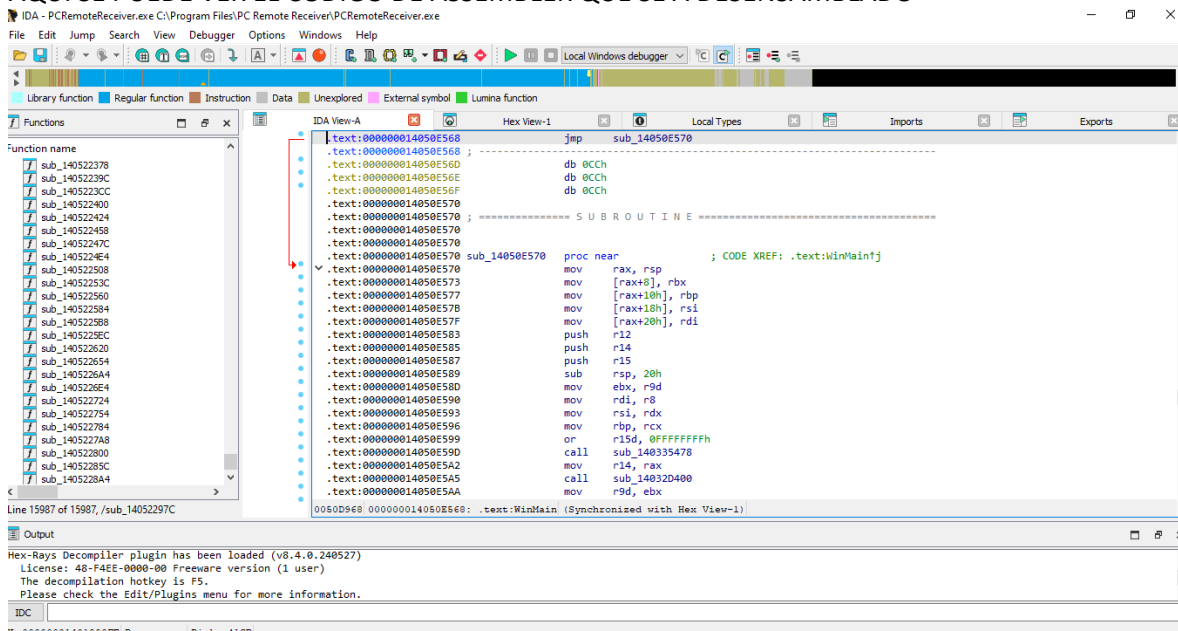 IDA - PCRemoteReceiver.exe C:\Program Files\PC Remote Receiver\PCRemoteReceiver.exe
File Edit Jump Search View Debugger Options Windows Help
Local Windows debugger
Library function Regular function Instruction Data Unexplored External symbol Lumina function
Functions
IDA View-A Hex View-1 Local Types Imports Exports
Function name
sub_140522378
sub_14052239C
sub_1405223CC
sub_140522400
sub_140522424
sub_140522458
sub_14052247C
sub_1405224E4
sub_140522508
sub_14052253C
sub_140522560
sub_140522584
sub_1405225B8
sub_1405225EC
sub_140522620
sub_140522654
sub_1405226A4
sub_1405226E4
sub_140522724
sub_140522754
sub_140522784
sub_1405227A8
sub_140522800
sub_14052285C
sub_1405228A4
Line 15987 of 15987, /sub_14052297C
.text:000000014050E568 jmp sub_14050E570
.text:000000014050E568 ; ---------------------------------------------------------------------------
.text:000000014050E56D db 0CCh
.text:000000014050E56E db 0CCh
.text:000000014050E56F db 0CCh
.text:000000014050E570
.text:000000014050E570 ; =============== S U B R O U T I N E =======================================
.text:000000014050E570
.text:000000014050E570
.text:000000014050E570 sub_14050E570 proc near ; CODE XREF: .text:WinMain↑j
.text:000000014050E570 mov rax, rsp
.text:000000014050E573 mov [rax+8], rbx
.text:000000014050E577 mov [rax+10h], rbp
.text:000000014050E57B mov [rax+18h], rsi
.text:000000014050E57F mov [rax+20h], rdi
.text:000000014050E583 push r12
.text:000000014050E585 push r14
.text:000000014050E587 push r15
.text:000000014050E589 sub rsp, 20h
.text:000000014050E58D mov ebx, r9d
.text:000000014050E590 mov rdi, r8
.text:000000014050E593 mov rsi, rdx
.text:000000014050E596 mov rbp, rcx
.text:000000014050E599 or r15d, 0FFFFFFFFh
.text:000000014050E59D call sub_140335478
.text:000000014050E5A2 mov r14, rax
.text:000000014050E5A5 call sub_14032D400
.text:000000014050E5AA mov r9d, ebx
0050D968 000000014050E568: .text:WinMain (Synchronized with Hex View-1)
Output
Hex-Rays Decompiler plugin has been loaded (v8.4.0.240527)
License: 48-F4EE-0000-00 Freeware version (1 user)
The decompilation hotkey is F5.
Please check the Edit/Plugins menu for more information.
IDC